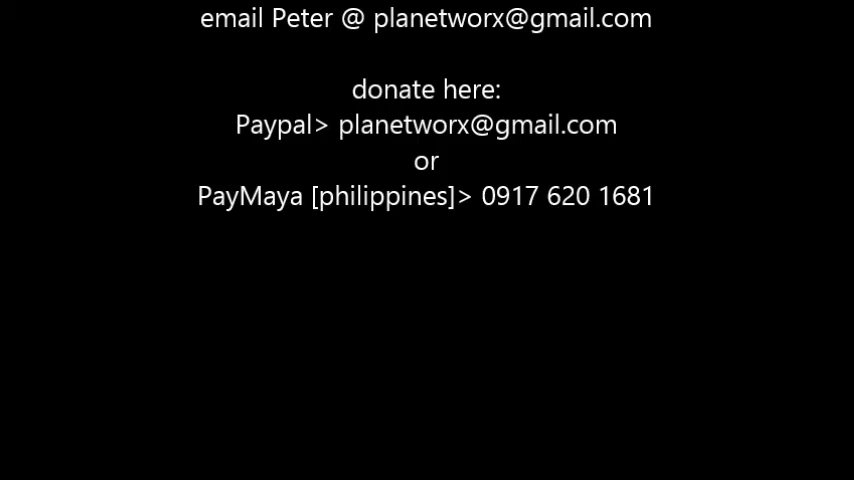 email Peter @ planetworx@gmail.com
donate here:
Paypal> planetworx@gmail.com
or
PayMaya [philippines]> 0917 620 1681